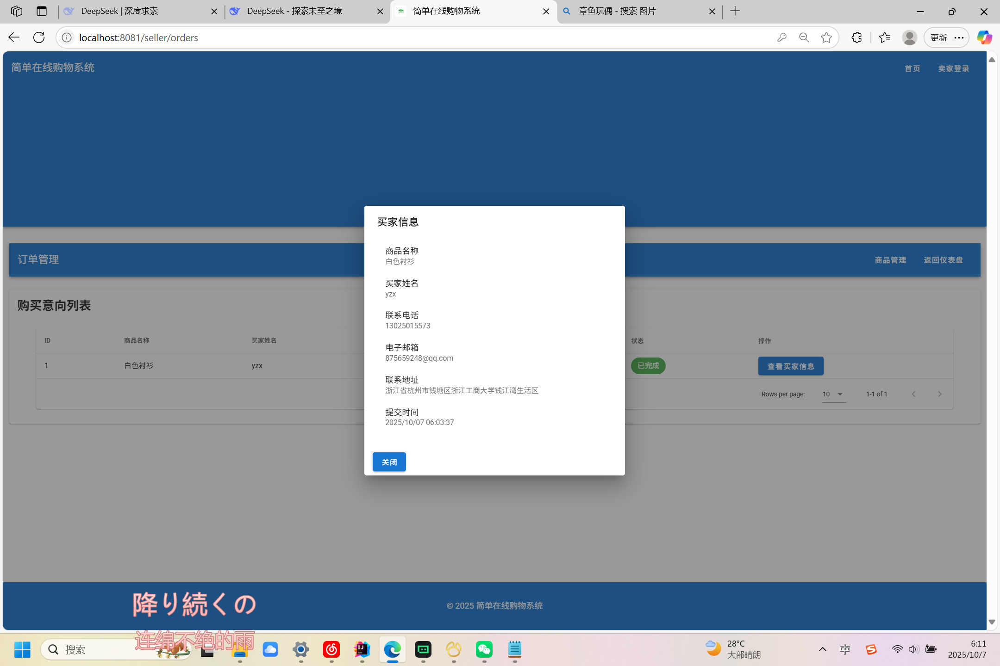 DeepSeek | 深度求索
DeepSeek - 探索未至之境
简单在线购物系统
章鱼玩偶 - 搜索 图片
localhost:8081/seller/orders
更新
简单在线购物系统
首页
卖家登录
订单管理
商品管理
返回仪表盘
购买意向列表
ID
商品名称
买家姓名
状态
操作
1
白色衬衫
yzx
已完成
查看买家信息
Rows per page:
10
1-1 of 1
买家信息
商品名称
白色衬衫
买家姓名
yzx
联系电话
13025015573
电子邮箱
875659248@qq.com
联系地址
浙江省杭州市钱塘区浙江工商大学钱江湾生活区
提交时间
2025/10/07 06:03:37
关闭
© 2025 简单在线购物系统
降り続くの
连绵不绝的雨
搜索
28°C
大部晴朗
中
6:11
2025/10/7